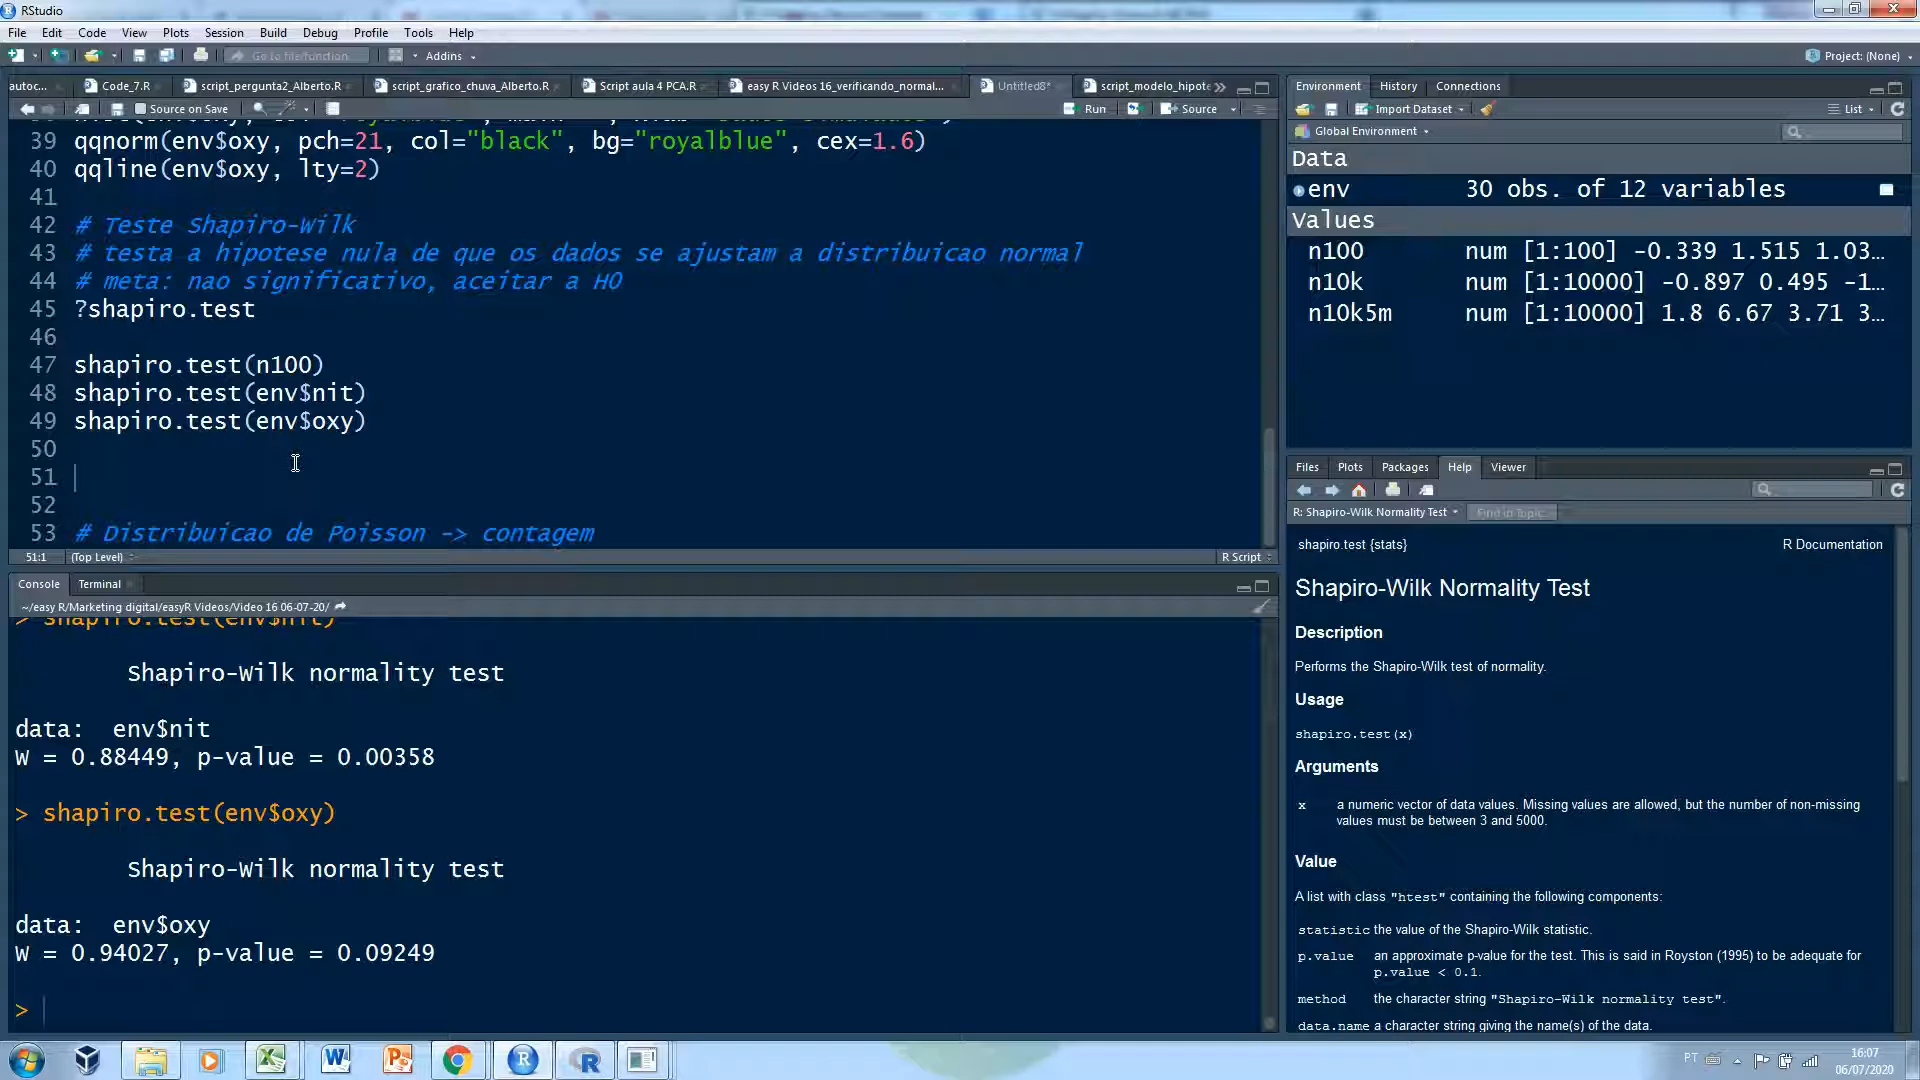 RStudio
File Edit Code View Plots Session Build Debug Profile Tools Help
Go to file/function Addins Project: (None)
autoc... Code_7.R script_pergunta2_Alberto.R script_grafico_chuva_Alberto.R Script aula 4 PCA.R easy R Videos 16_verificando_normal... Untitled8* script_modelo_hipote
Source on Save Run Source
39 qqnorm(env$oxy, pch=21, col="black", bg="royalblue", cex=1.6)
40 qqline(env$oxy, lty=2)
41
42 # Teste Shapiro-Wilk
43 # testa a hipotese nula de que os dados se ajustam a distribuicao normal
44 # meta: nao significativo, aceitar a H0
45 ?shapiro.test
46
47 shapiro.test(n100)
48 shapiro.test(env$nit)
49 shapiro.test(env$oxy)
50
51
52
53 # Distribuicao de Poisson -> contagem
51:1 (Top Level) R Script
Console Terminal
~/easy R/Marketing digital/easyR Videos/Video 16 06-07-20/
> shapiro.test(env$nit)
Shapiro-Wilk normality test
data: env$nit
W = 0.88449, p-value = 0.00358
> shapiro.test(env$oxy)
Shapiro-Wilk normality test
data: env$oxy
W = 0.94027, p-value = 0.09249
>
Environment History Connections
Import Dataset List
Global Environment
Data
env 30 obs. of 12 variables
Values
n100 num [1:100] -0.339 1.515 1.03...
n10k num [1:10000] -0.897 0.495 -1...
n10k5m num [1:10000] 1.8 6.67 3.71 3...
Files Plots Packages Help Viewer
R: Shapiro-Wilk Normality Test Find in Topic
shapiro.test {stats} R Documentation
Shapiro-Wilk Normality Test
Description
Performs the Shapiro-Wilk test of normality.
Usage
shapiro.test(x)
Arguments
x a numeric vector of data values. Missing values are allowed, but the number of non-missing
values must be between 3 and 5000.
Value
A list with class "htest" containing the following components:
statistic the value of the Shapiro-Wilk statistic.
p.value an approximate p-value for the test. This is said in Royston (1995) to be adequate for
p.value < 0.1.
method the character string "Shapiro-Wilk normality test".
data.name a character string giving the name(s) of the data.
PT 16:07
06/07/2020